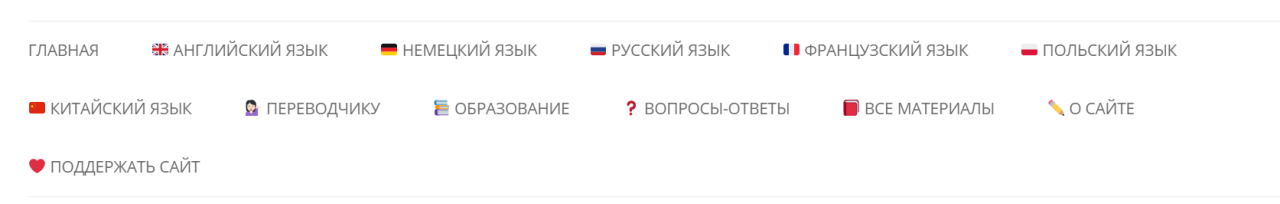 ГЛАВНАЯ АНГЛИЙСКИЙ ЯЗЫК НЕМЕЦКИЙ ЯЗЫК РУССКИЙ ЯЗЫК ФРАНЦУЗСКИЙ ЯЗЫК ПОЛЬСКИЙ ЯЗЫК
КИТАЙСКИЙ ЯЗЫК ПЕРЕВОДЧИКУ ОБРАЗОВАНИЕ ВОПРОСЫ-ОТВЕТЫ ВСЕ МАТЕРИАЛЫ О САЙТЕ
ПОДДЕРЖАТЬ САЙТ